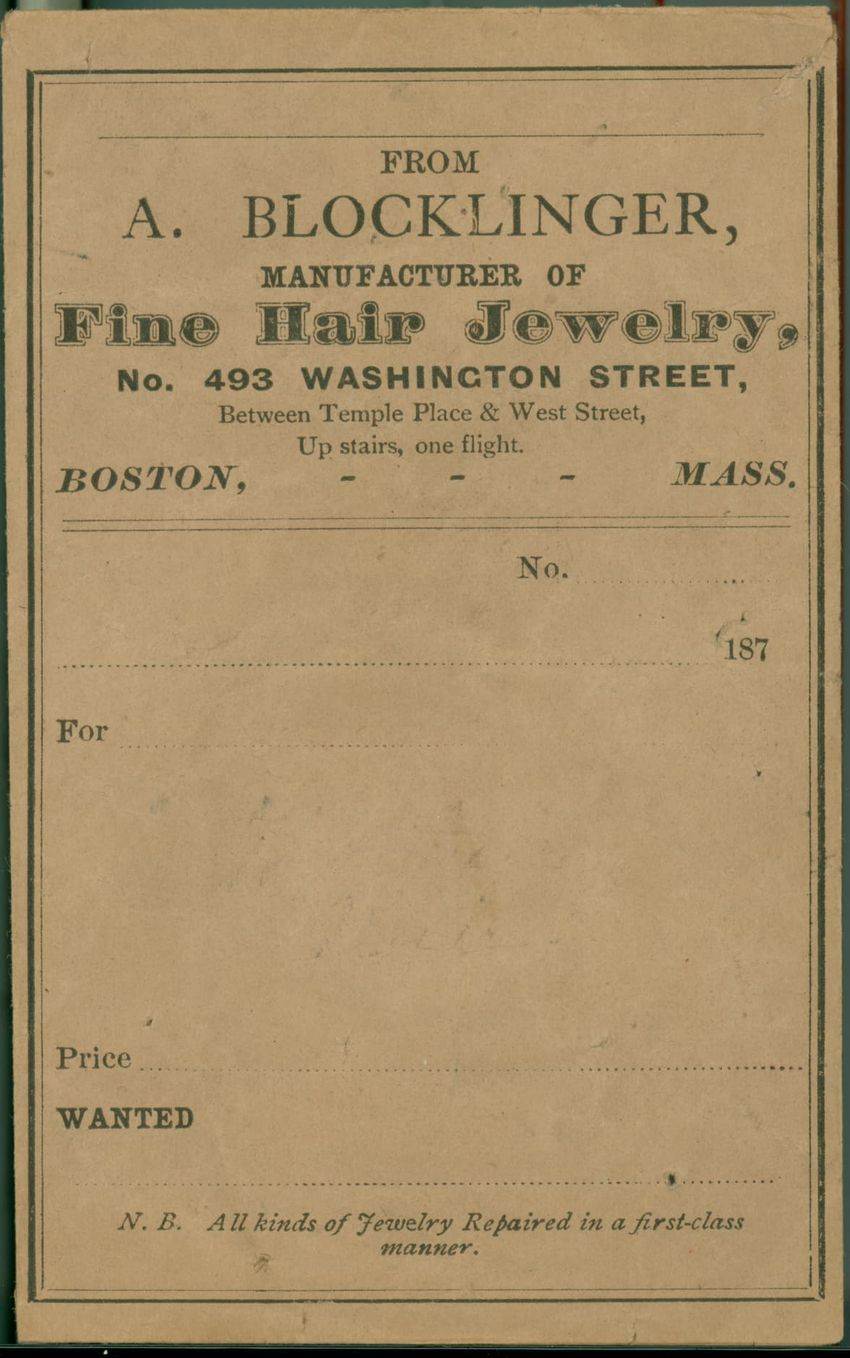 FROM
A. BLOCKLINGER,
MANUFACTURER OF
Fine Hair Jewelry,
No. 493 WASHINGTON STREET,
Between Temple Place & West Street,
Up stairs, one flight.
BOSTON, - - - MASS.
No.
187
For
Price
WANTED
N. B. All kinds of Jewelry Repaired in a first-class
manner.